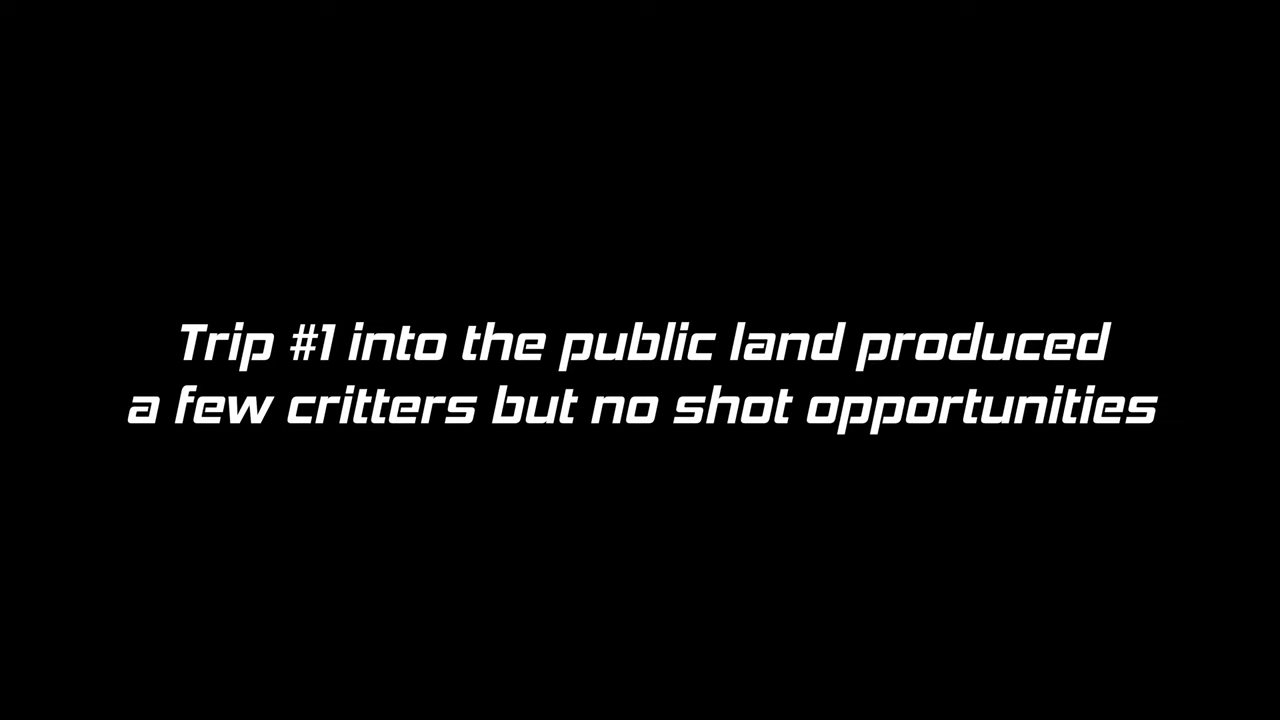 Trip #1 into the public land produced
a few critters but no shot opportunities